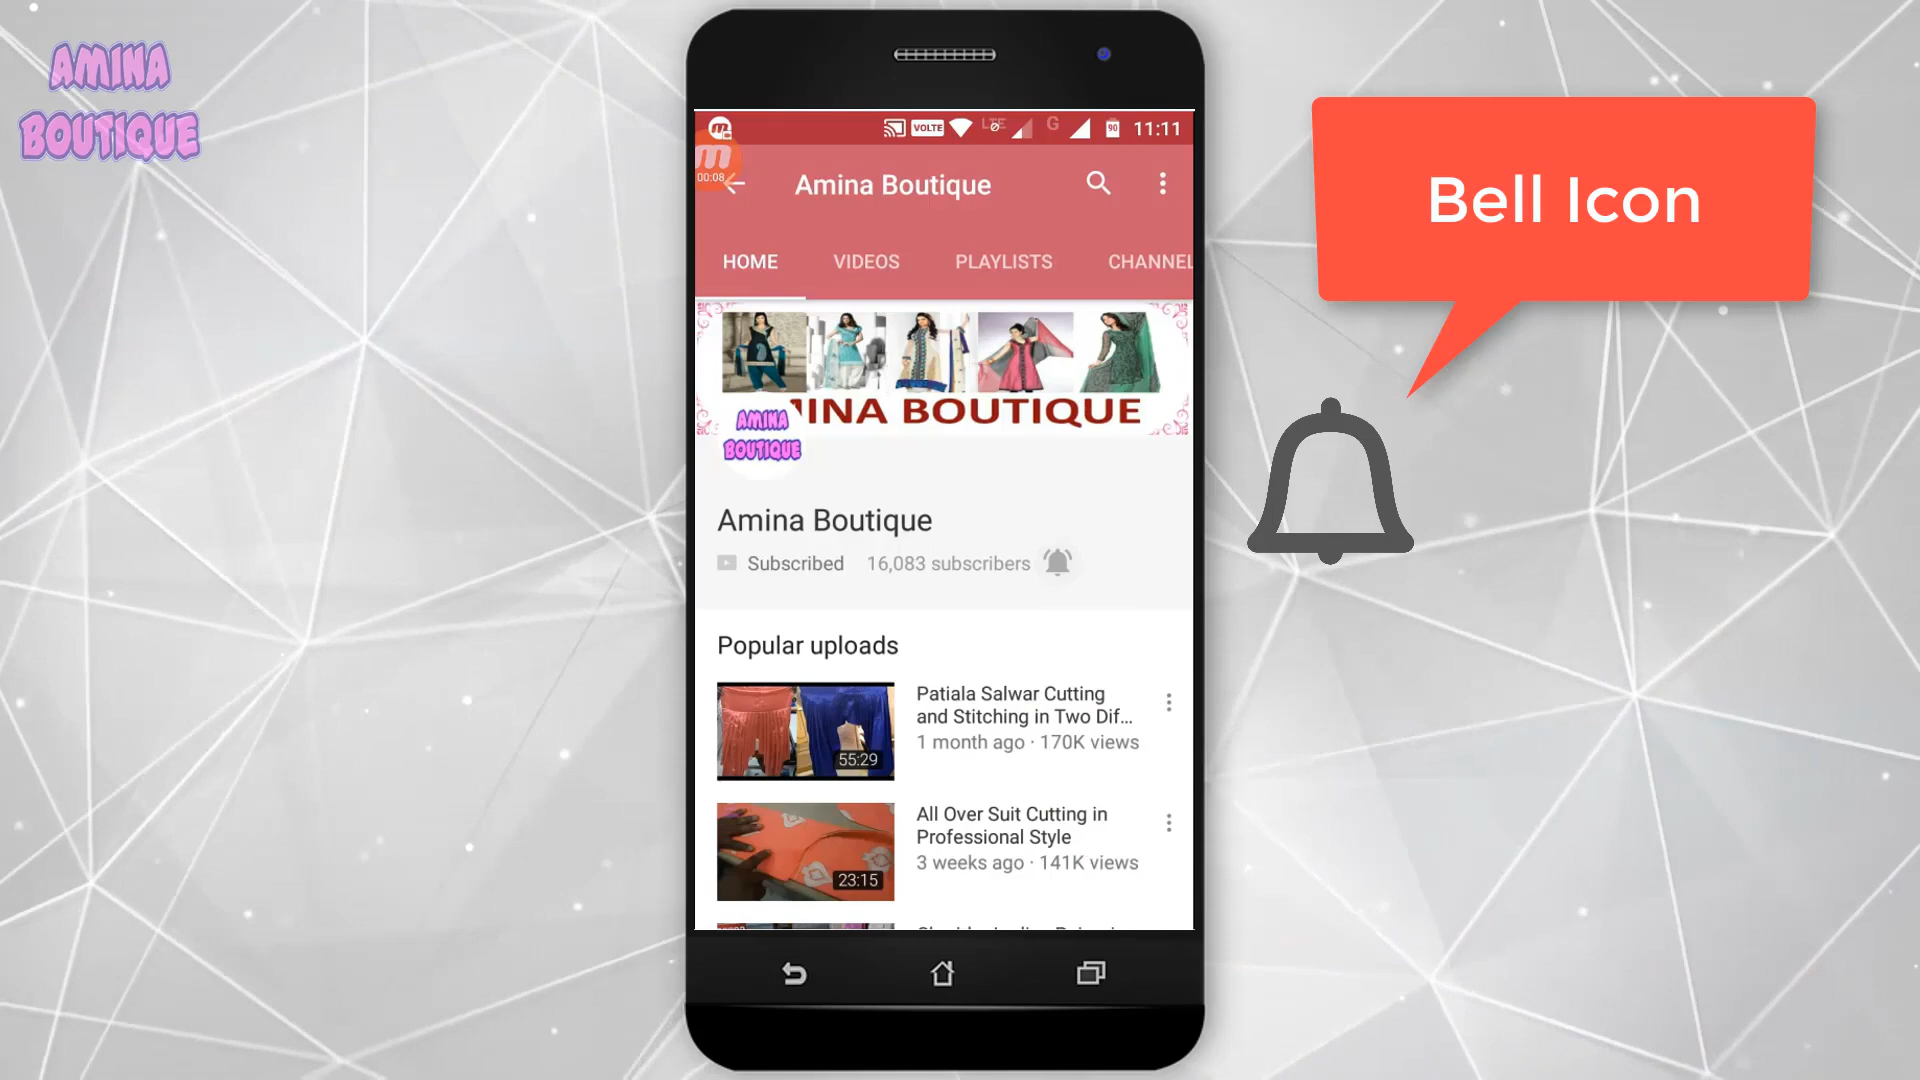 AMINA
BOUTIQUE
VOLTE
LTE
G
90
11:11
00:08
Amina Boutique
HOME
VIDEOS
PLAYLISTS
CHANNEL
INA BOUTIQUE
AMINA
BOUTIQUE
Amina Boutique
Subscribed
16,083 subscribers
Popular uploads
Patiala Salwar Cutting
and Stitching in Two Dif...
1 month ago · 170K views
55:29
All Over Suit Cutting in
Professional Style
3 weeks ago · 141K views
23:15
Bell Icon